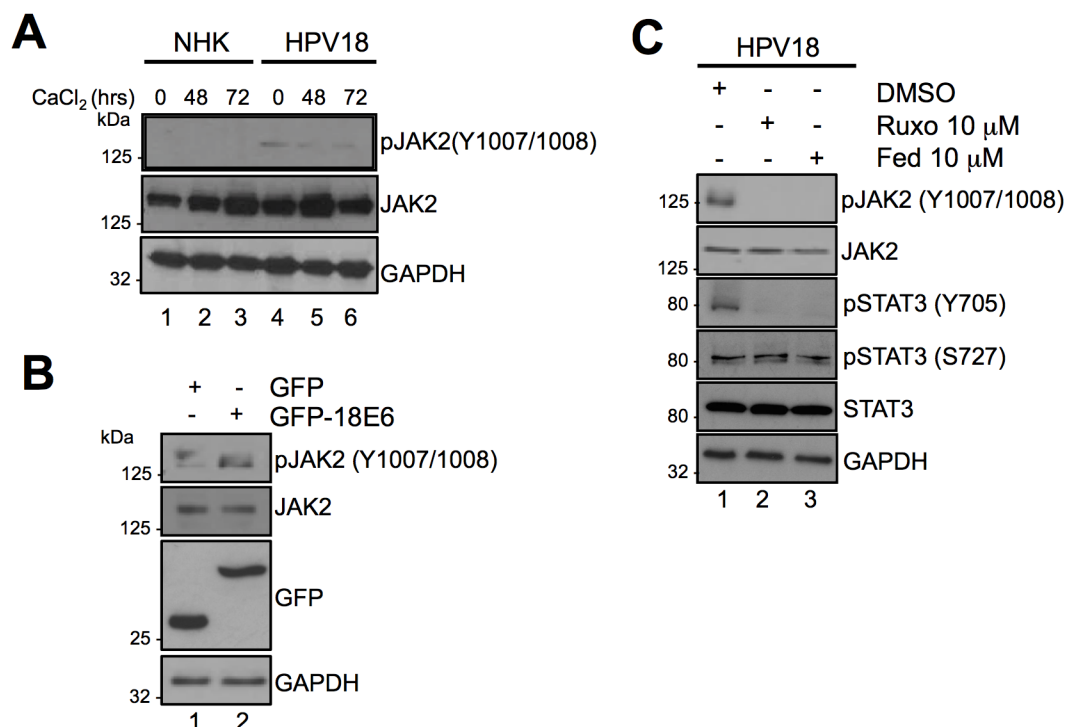 A
NHK HPV18
CaCl2 (hrs) 0 48 72 0 48 72
kDa
pJAK2(Y1007/1008)
125
JAK2
125
GAPDH
32
1 2 3 4 5 6
B
+ - GFP
- + GFP-18E6
kDa
pJAK2 (Y1007/1008)
125
JAK2
125
GFP
25
GAPDH
32
1 2
C
HPV18
+ - - DMSO
- + - Ruxo 10 μM
- - + Fed 10 μM
125 pJAK2 (Y1007/1008)
JAK2
125
80 pSTAT3 (Y705)
80 pSTAT3 (S727)
STAT3
80
GAPDH
32
1 2 3